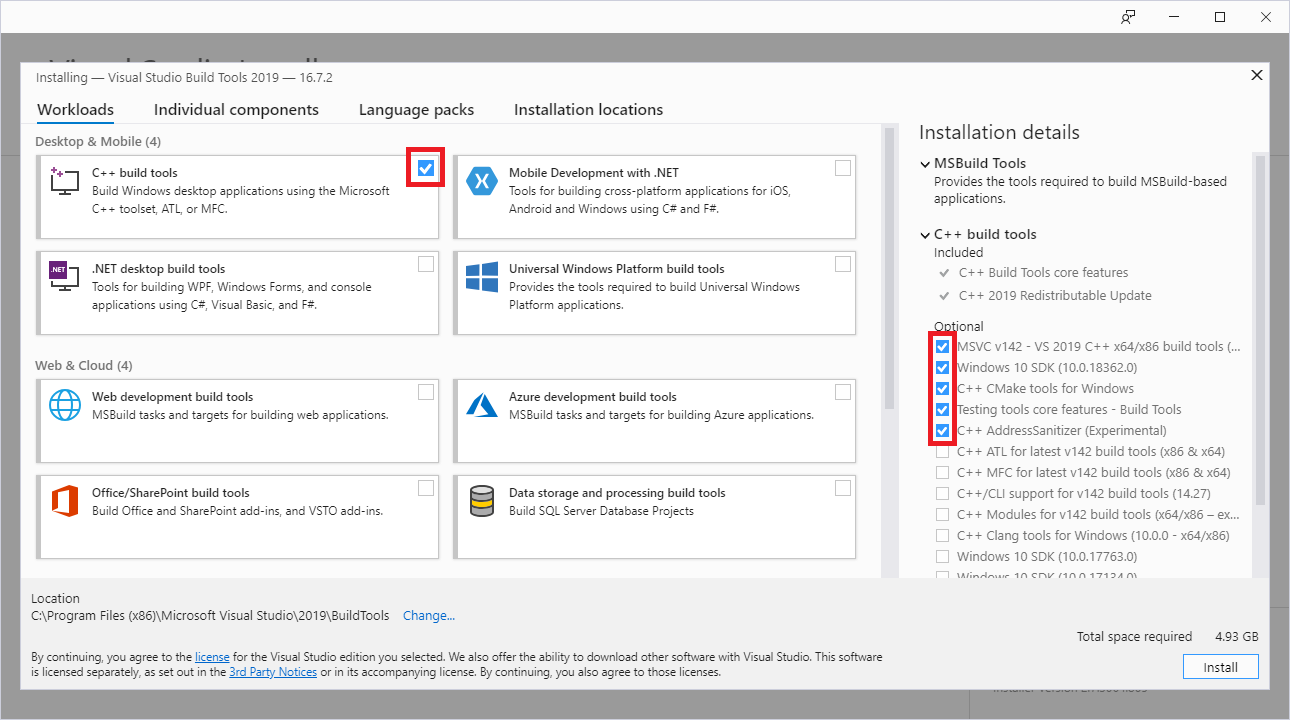 Installing — Visual Studio Build Tools 2019 — 16.7.2
Workloads
Individual components
Language packs
Installation locations
Desktop & Mobile (4)
C++ build tools
Build Windows desktop applications using the Microsoft
C++ toolset, ATL, or MFC.
Mobile Development with .NET
Tools for building cross-platform applications for iOS,
Android and Windows using C# and F#.
.NET
.NET desktop build tools
Tools for building WPF, Windows Forms, and console
applications using C#, Visual Basic, and F#.
Universal Windows Platform build tools
Provides the tools required to build Universal Windows
Platform applications.
Web & Cloud (4)
Web development build tools
MSBuild tasks and targets for building web applications.
Azure development build tools
MSBuild tasks and targets for building Azure applications.
Office/SharePoint build tools
Build Office and SharePoint add-ins, and VSTO add-ins.
Data storage and processing build tools
Build SQL Server Database Projects
Installation details
MSBuild Tools
Provides the tools required to build MSBuild-based
applications.
C++ build tools
Included
C++ Build Tools core features
C++ 2019 Redistributable Update
Optional
MSVC v142 - VS 2019 C++ x64/x86 build tools (...
Windows 10 SDK (10.0.18362.0)
C++ CMake tools for Windows
Testing tools core features - Build Tools
C++ AddressSanitizer (Experimental)
C++ ATL for latest v142 build tools (x86 & x64)
C++ MFC for latest v142 build tools (x86 & x64)
C++/CLI support for v142 build tools (14.27)
C++ Modules for v142 build tools (x64/x86 – ex...
C++ Clang tools for Windows (10.0.0 - x64/x86)
Windows 10 SDK (10.0.17763.0)
Windows 10 SDK (10.0.17134.0)
Location
C:\Program Files (x86)\Microsoft Visual Studio\2019\BuildTools
Change...
Total space required
4.93 GB
By continuing, you agree to the license for the Visual Studio edition you selected. We also offer the ability to download other software with Visual Studio. This software
is licensed separately, as set out in the 3rd Party Notices or in its accompanying license. By continuing, you also agree to those licenses.
Install